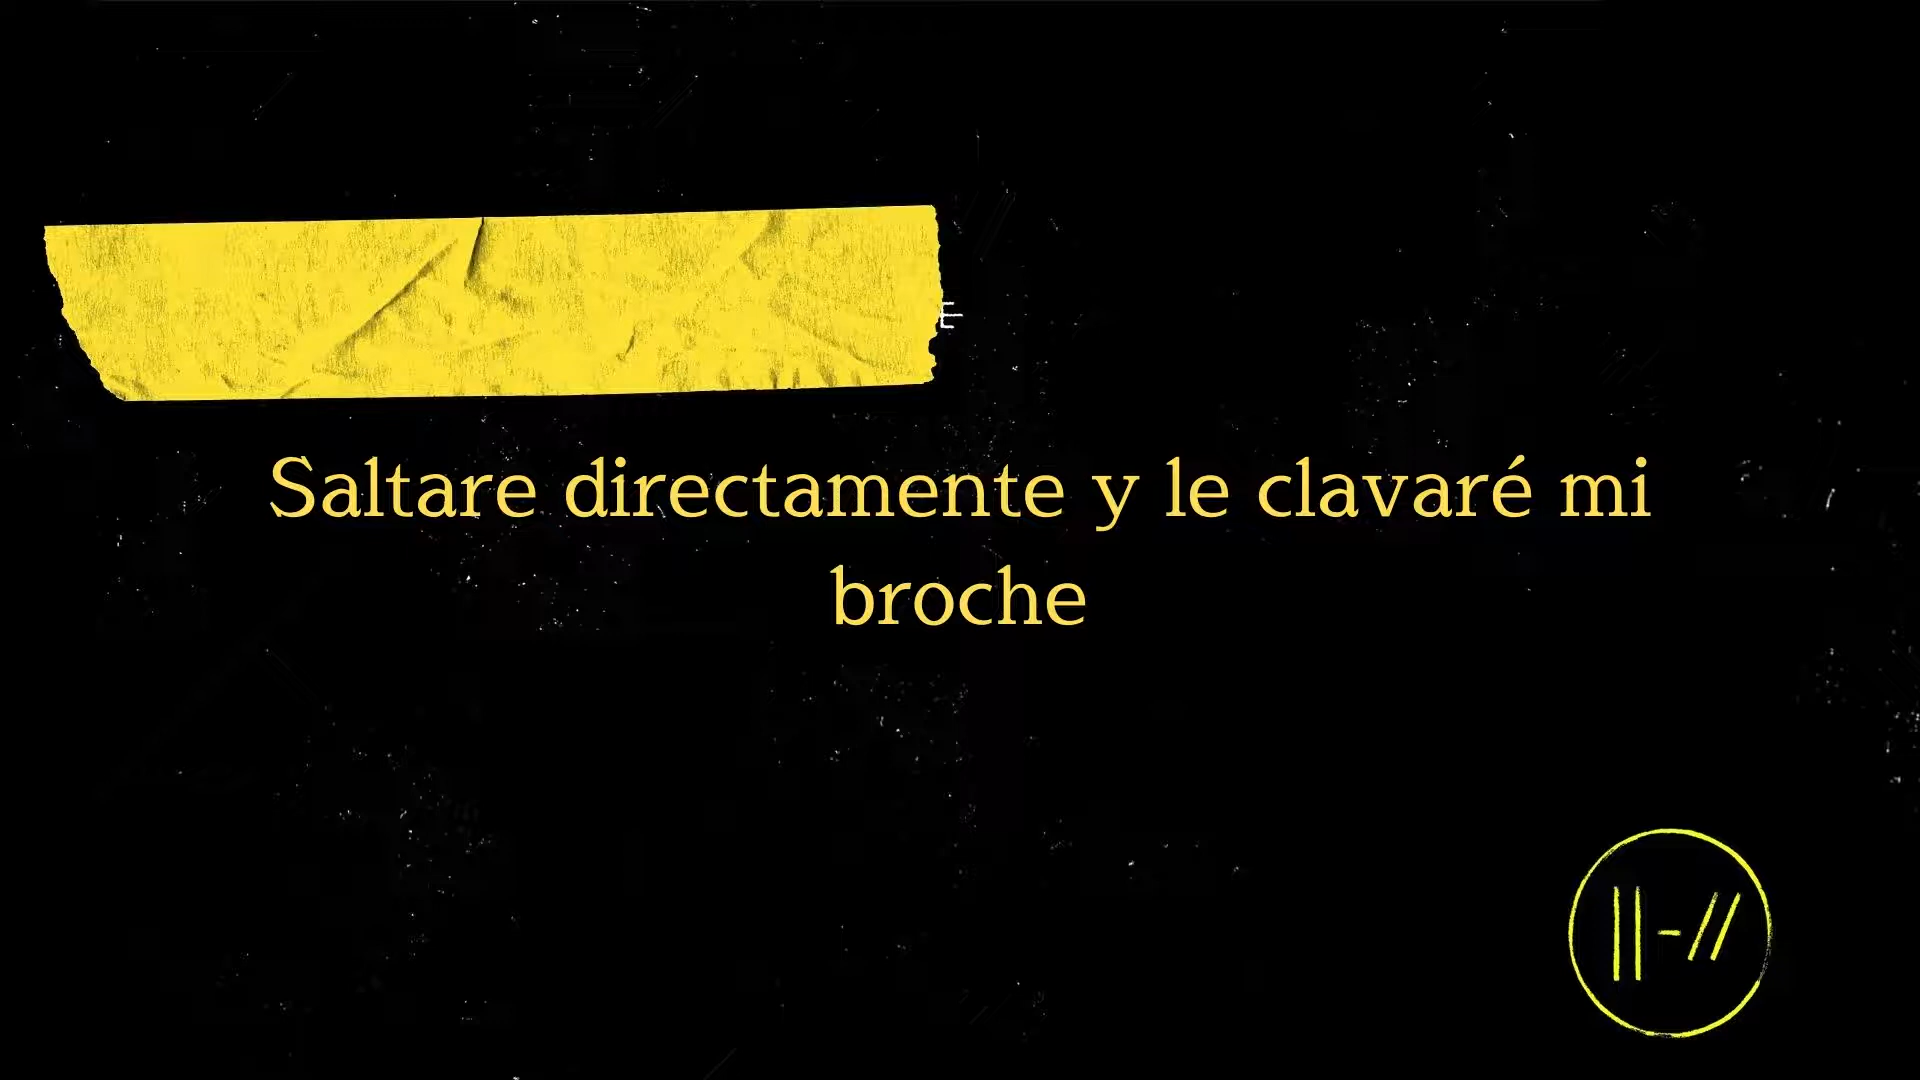 E
Saltare directamente y le clavaré mi
broche
||-//